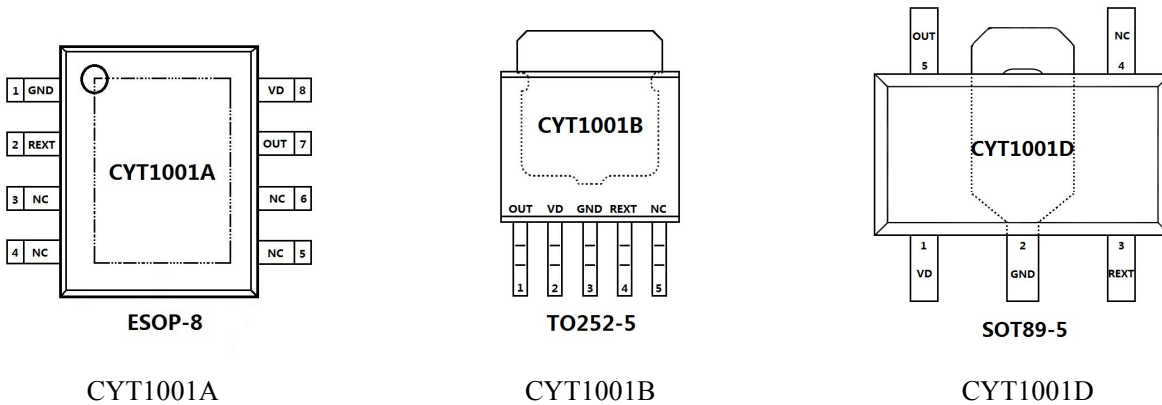 1 GND
2 REXT
3 NC
4 NC
CYT1001A
VD 8
OUT 7
NC 6
NC 5
ESOP-8
CYT1001A
CYT1001B
OUT VD GND REXT NC
1 2 3 4 5
TO252-5
CYT1001B
OUT
5
NC
4
CYT1001D
1
VD
2
GND
3
REXT
SOT89-5
CYT1001D